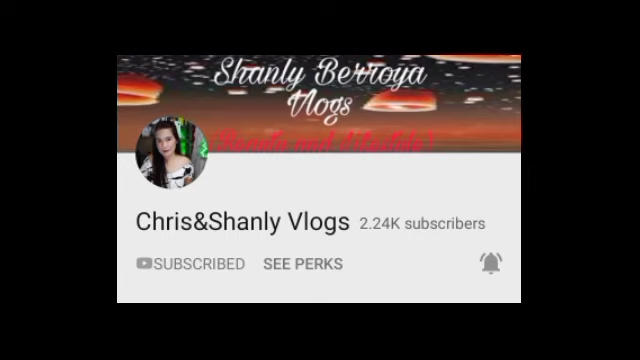 Shanly Berroya
Vlogs
Chris&Shanly Vlogs 2.24K subscribers
SUBSCRIBED SEE PERKS